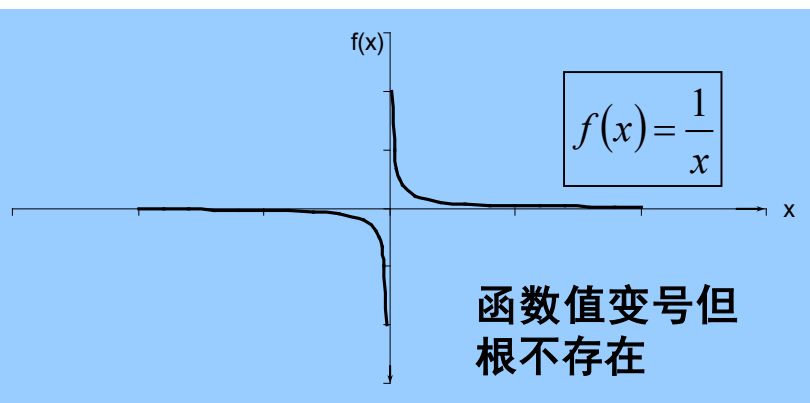 f(x)
f(x) = 1/x
x
函数值变号但
根不存在